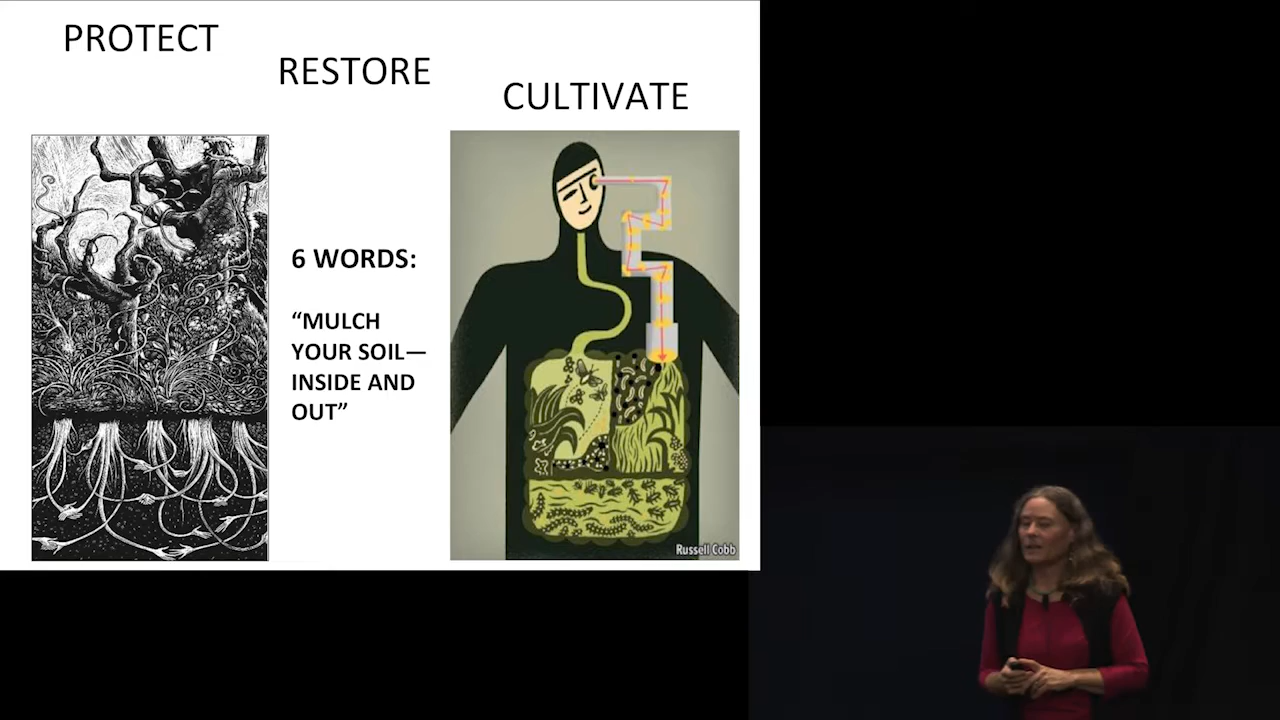 PROTECT
RESTORE
CULTIVATE
6 WORDS:
“MULCH
YOUR SOIL—
INSIDE AND
OUT”
Russell Cobb